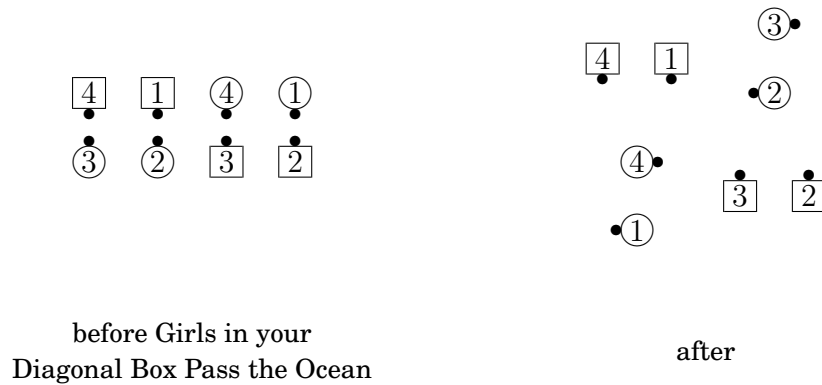 3
4 1
4 1 4 1
2
3 2 3 2
4
3 2
1
before Girls in your
Diagonal Box Pass the Ocean
after